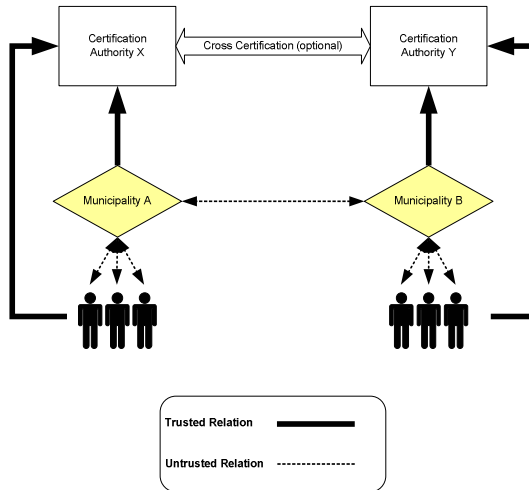 Certification
Authority X
Cross Certification (optional)
Certification
Authority Y
Municipality A
Municipality B
Trusted Relation
Untrusted Relation